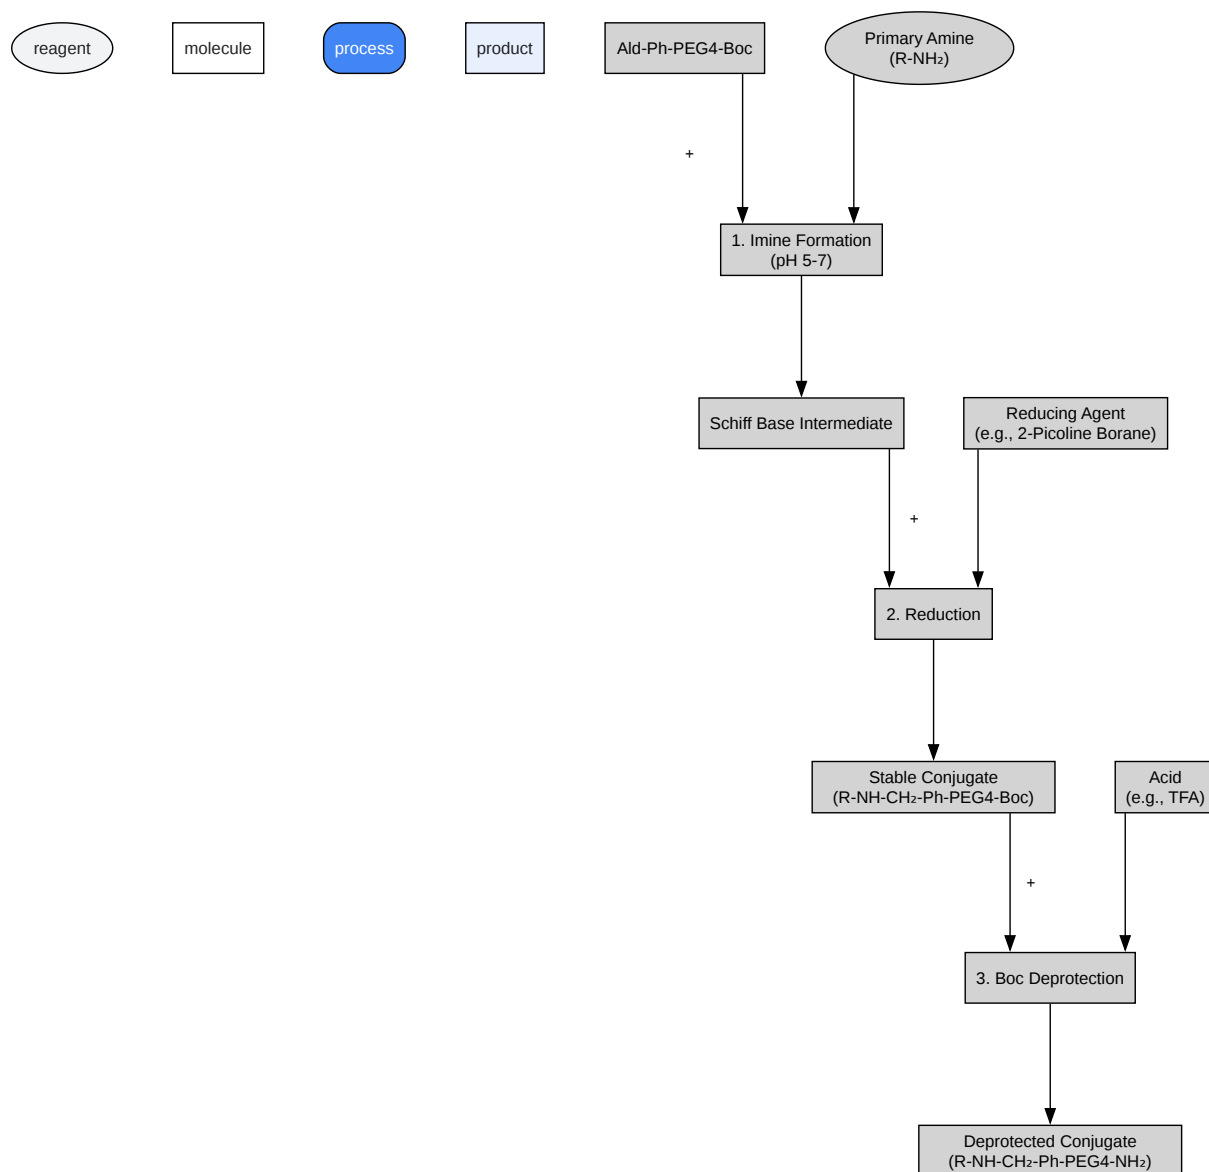 reagent
molecule
process
product
Ald-Ph-PEG4-Boc
Primary Amine
(R-NH₂)
+
1. Imine Formation
(pH 5-7)
Schiff Base Intermediate
Reducing Agent
(e.g., 2-Picoline Borane)
+
2. Reduction
Stable Conjugate
(R-NH-CH₂-Ph-PEG4-Boc)
Acid
(e.g., TFA)
+
3. Boc Deprotection
Deprotected Conjugate
(R-NH-CH₂-Ph-PEG4-NH₂)